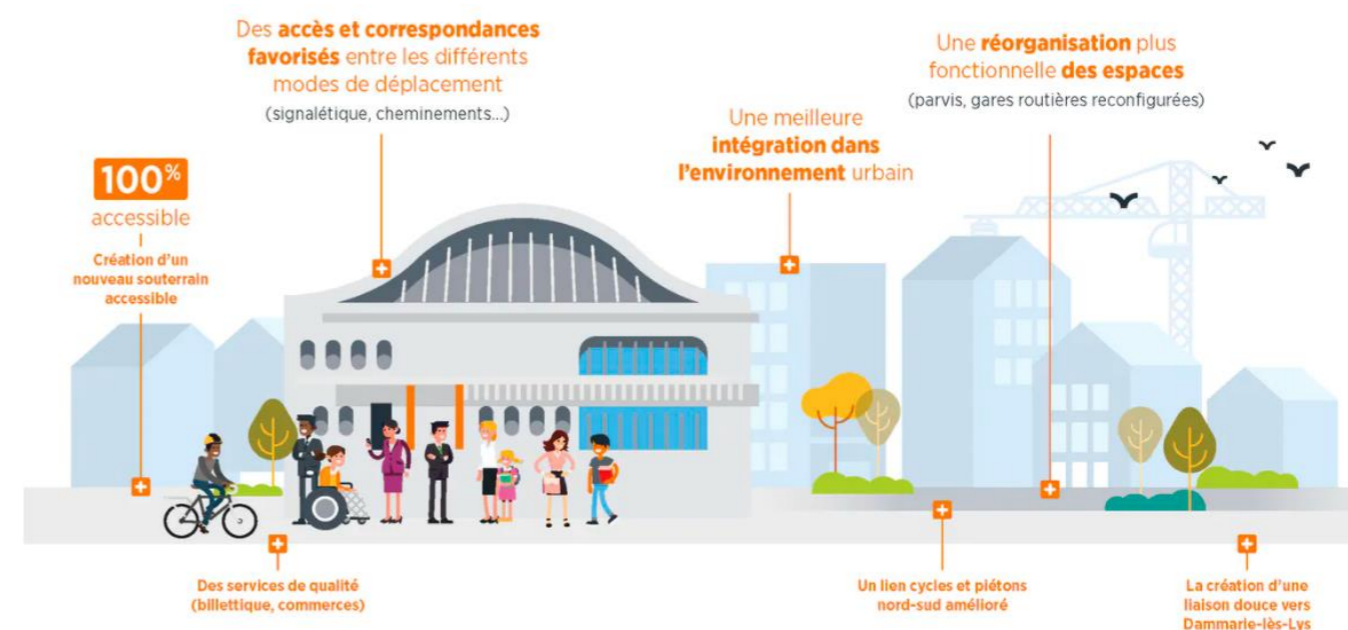 Des accès et correspondances
favorisés entre les différents
modes de déplacement
(signalétique, cheminements...)
Une réorganisation plus
fonctionnelle des espaces
(parvis, gares routières reconfigurées)
Une meilleure
intégration dans
l'environnement urbain
100%
accessible
Création d'un
nouveau souterrain
accessible
Des services de qualité
(billettique, commerces)
Un lien cycles et piétons
nord-sud amélioré
La création d'une
liaison douce vers
Dammarie-lès-Lys